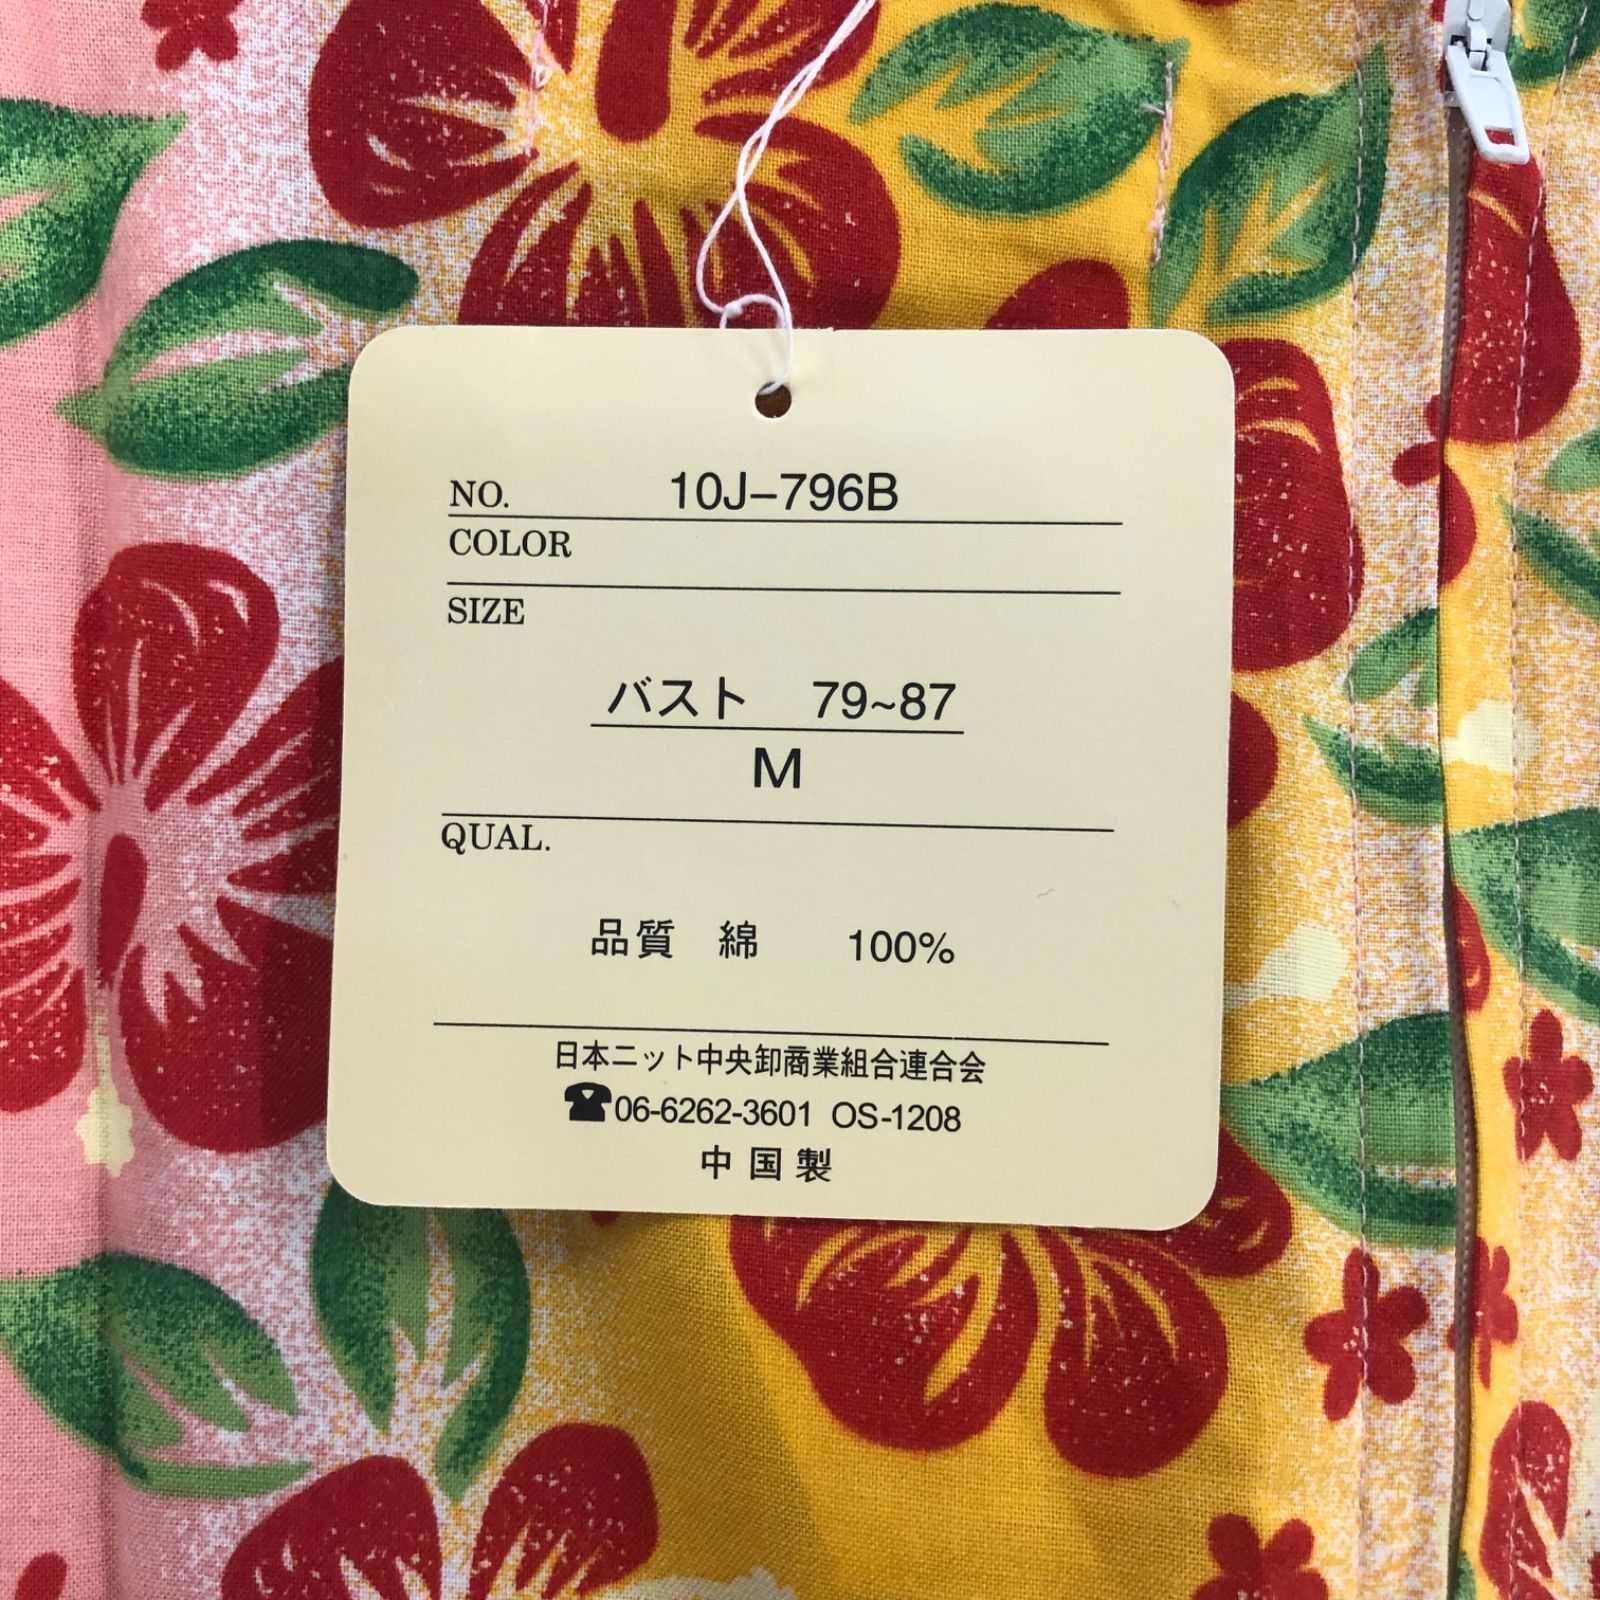 NO. 10J-796B
COLOR
SIZE
バスト 79~87
M
QUAL.
品質 綿 100%
日本ニット中央卸商業組合連合会
☎06-6262-3601 OS-1208
中国製